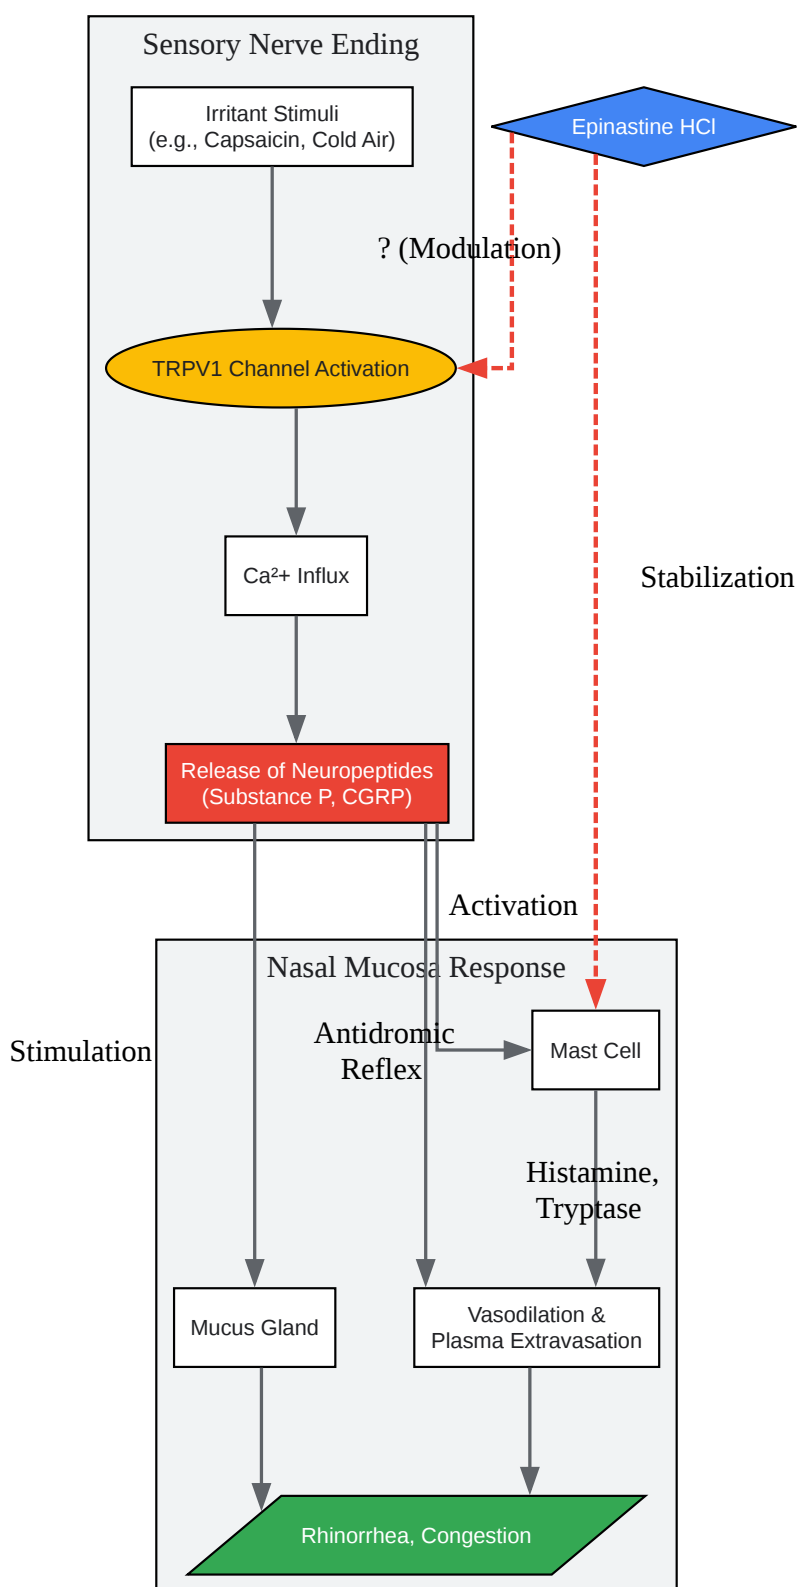 Sensory Nerve Ending
Irritant Stimuli
(e.g., Capsaicin, Cold Air)
Epinastine HCl
? (Modulation)
TRPV1 Channel Activation
Ca²+ Influx
Stabilization
Release of Neuropeptides
(Substance P, CGRP)
Activation
Nasal Mucosa Response
Stimulation
Antidromic
Reflex
Mast Cell
Histamine,
Tryptase
Mucus Gland
Vasodilation &
Plasma Extravasation
Rhinorrhea, Congestion